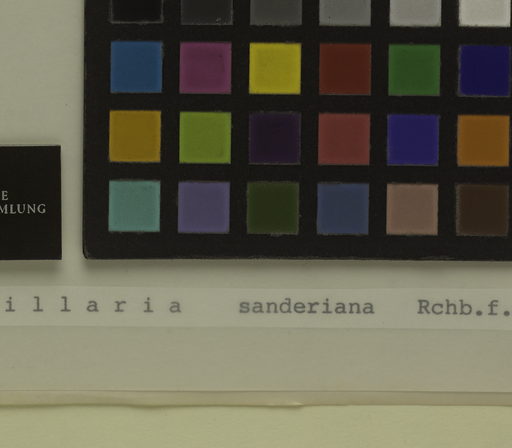 E
MLUNG
illaria sanderiana Rchb.f.